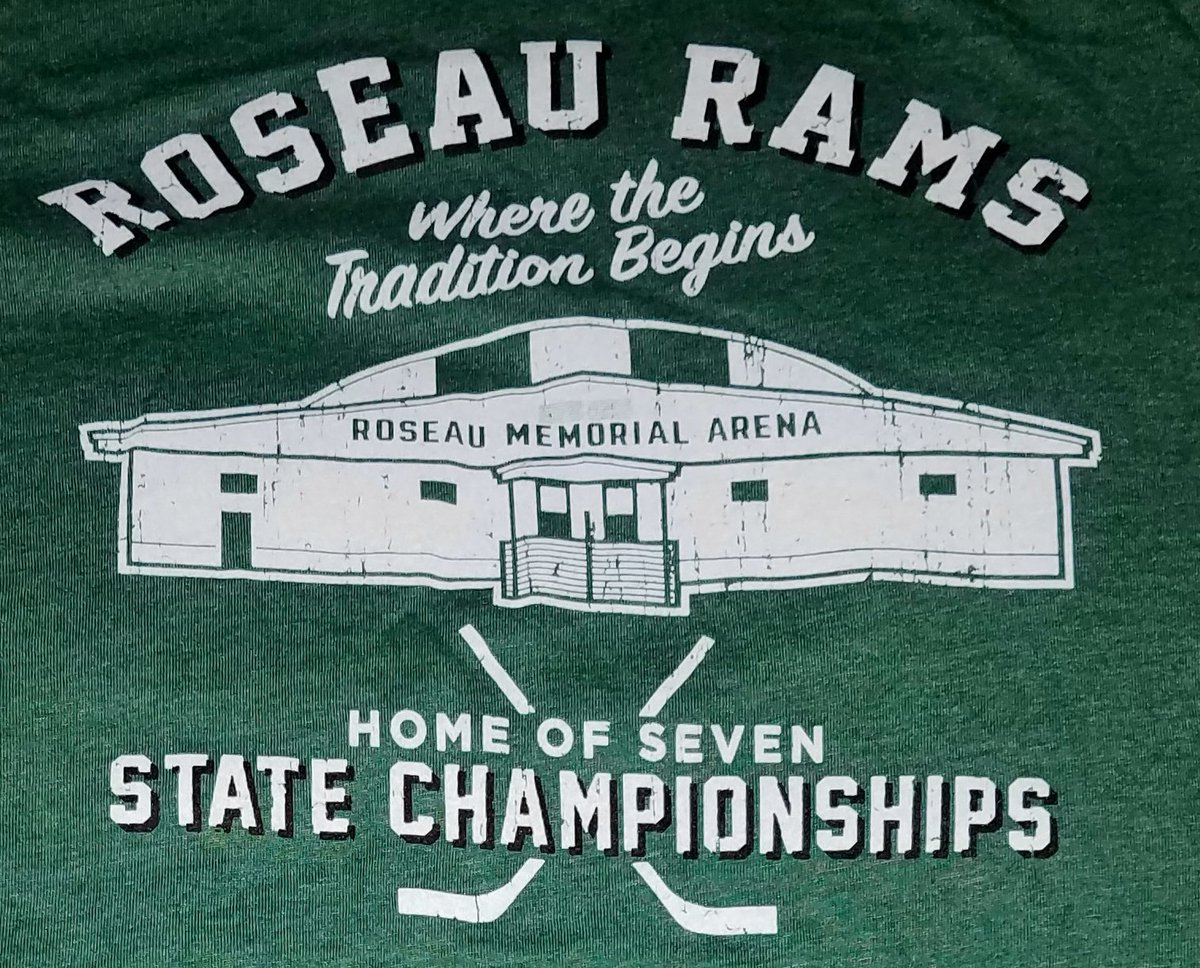 ROSEAU RAMS
Where the
Tradition Begins
ROSEAU MEMORIAL ARENA
HOME OF SEVEN
STATE CHAMPIONSHIPS